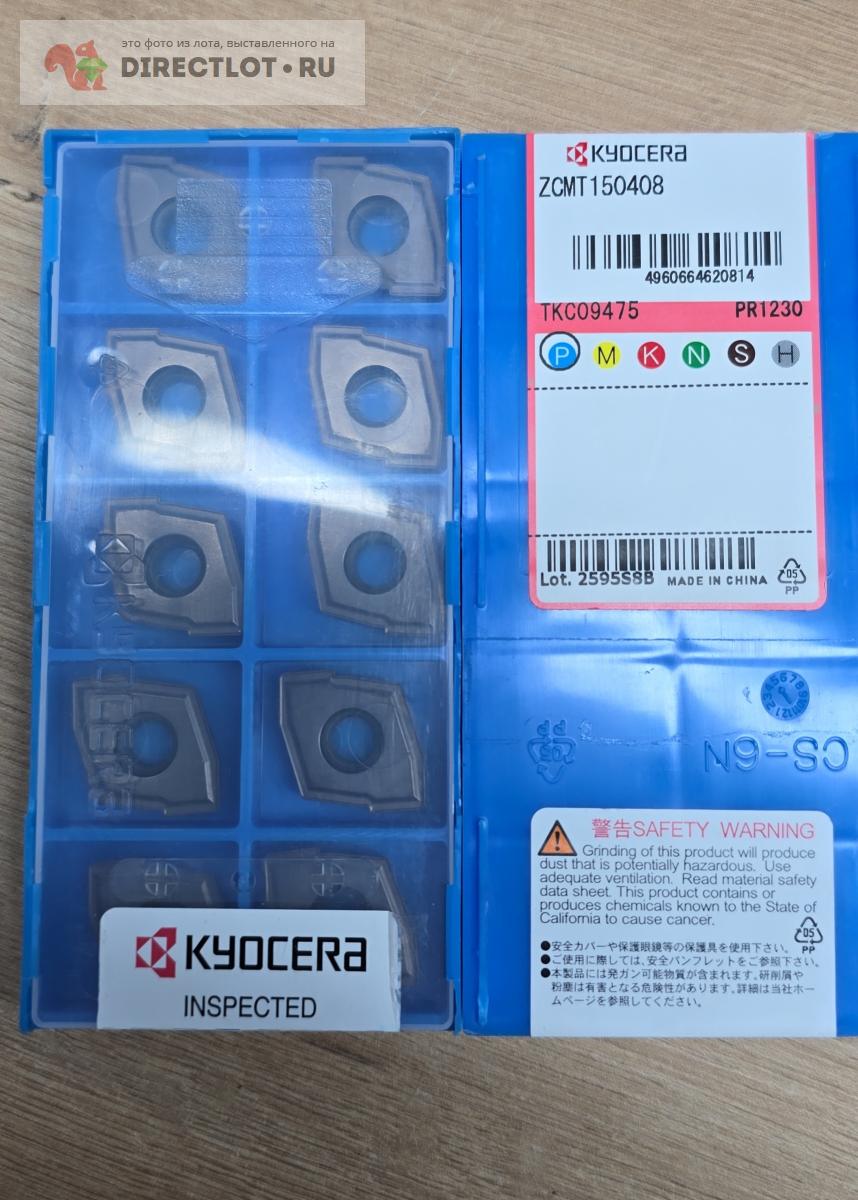 это фото из лота, выставленного на
DIRECTLOT•RU
KYOCERA
ZCMT150408
4960664620814
TKC09475 PR1230
P M K N S H
Lot. 2595S8B MADE IN CHINA
05
PP
CS-6N
警告SAFETY WARNING
Grinding of this product will produce
dust that is potentially hazardous. Use
adequate ventilation. Read material safety
data sheet. This product contains or
produces chemicals known to the State of
California to cause cancer.
05
PP
●安全カバーや保護眼鏡等の保護具を使用下さい。
●ご使用に際しては、安全パンフレットをご参照下さい。
●本製品には発ガン可能物質が含まれます。研削屑や
粉塵は有害となる危険性があります。詳細は当社ホー
ムページを参照してください。
KYOCERA
KYOCERA
INSPECTED